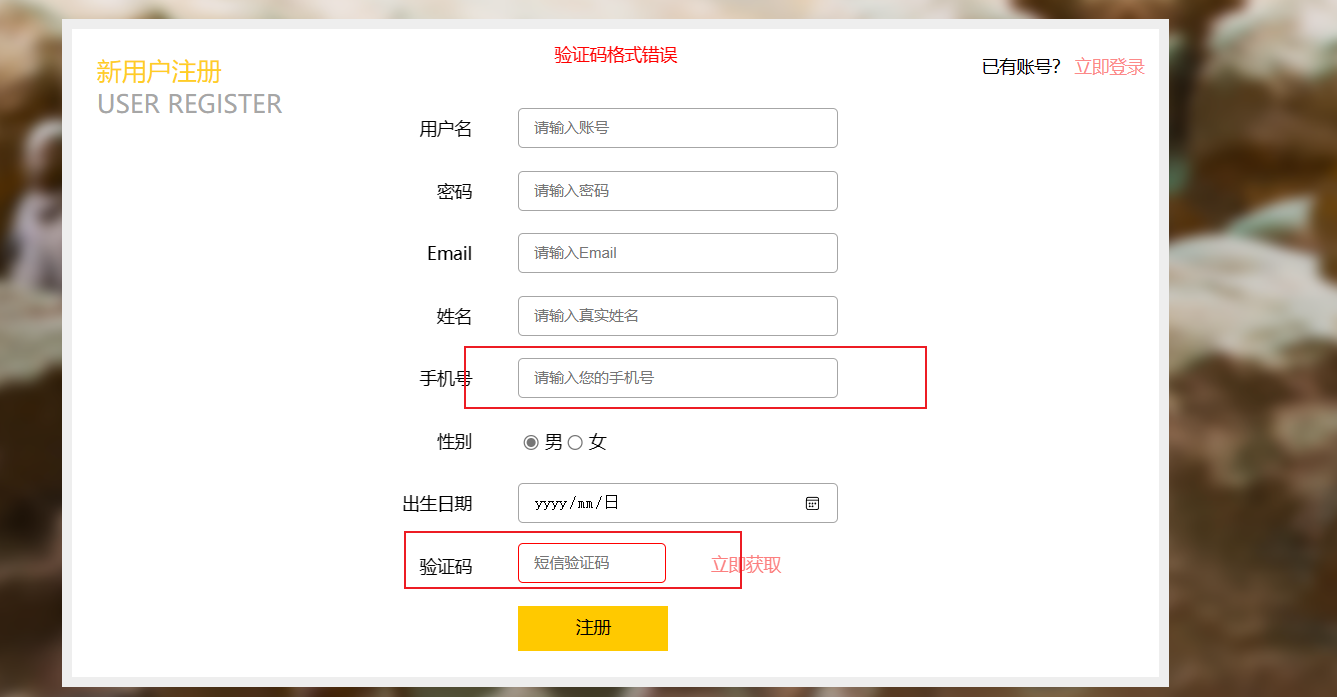 验证码格式错误
新用户注册
USER REGISTER
已有账号? 立即登录
用户名 请输入账号
密码 请输入密码
Email 请输入Email
姓名 请输入真实姓名
手机号 请输入您的手机号
性别 男 女
出生日期 yyyy/mm/日
验证码 短信验证码 立即获取
注册